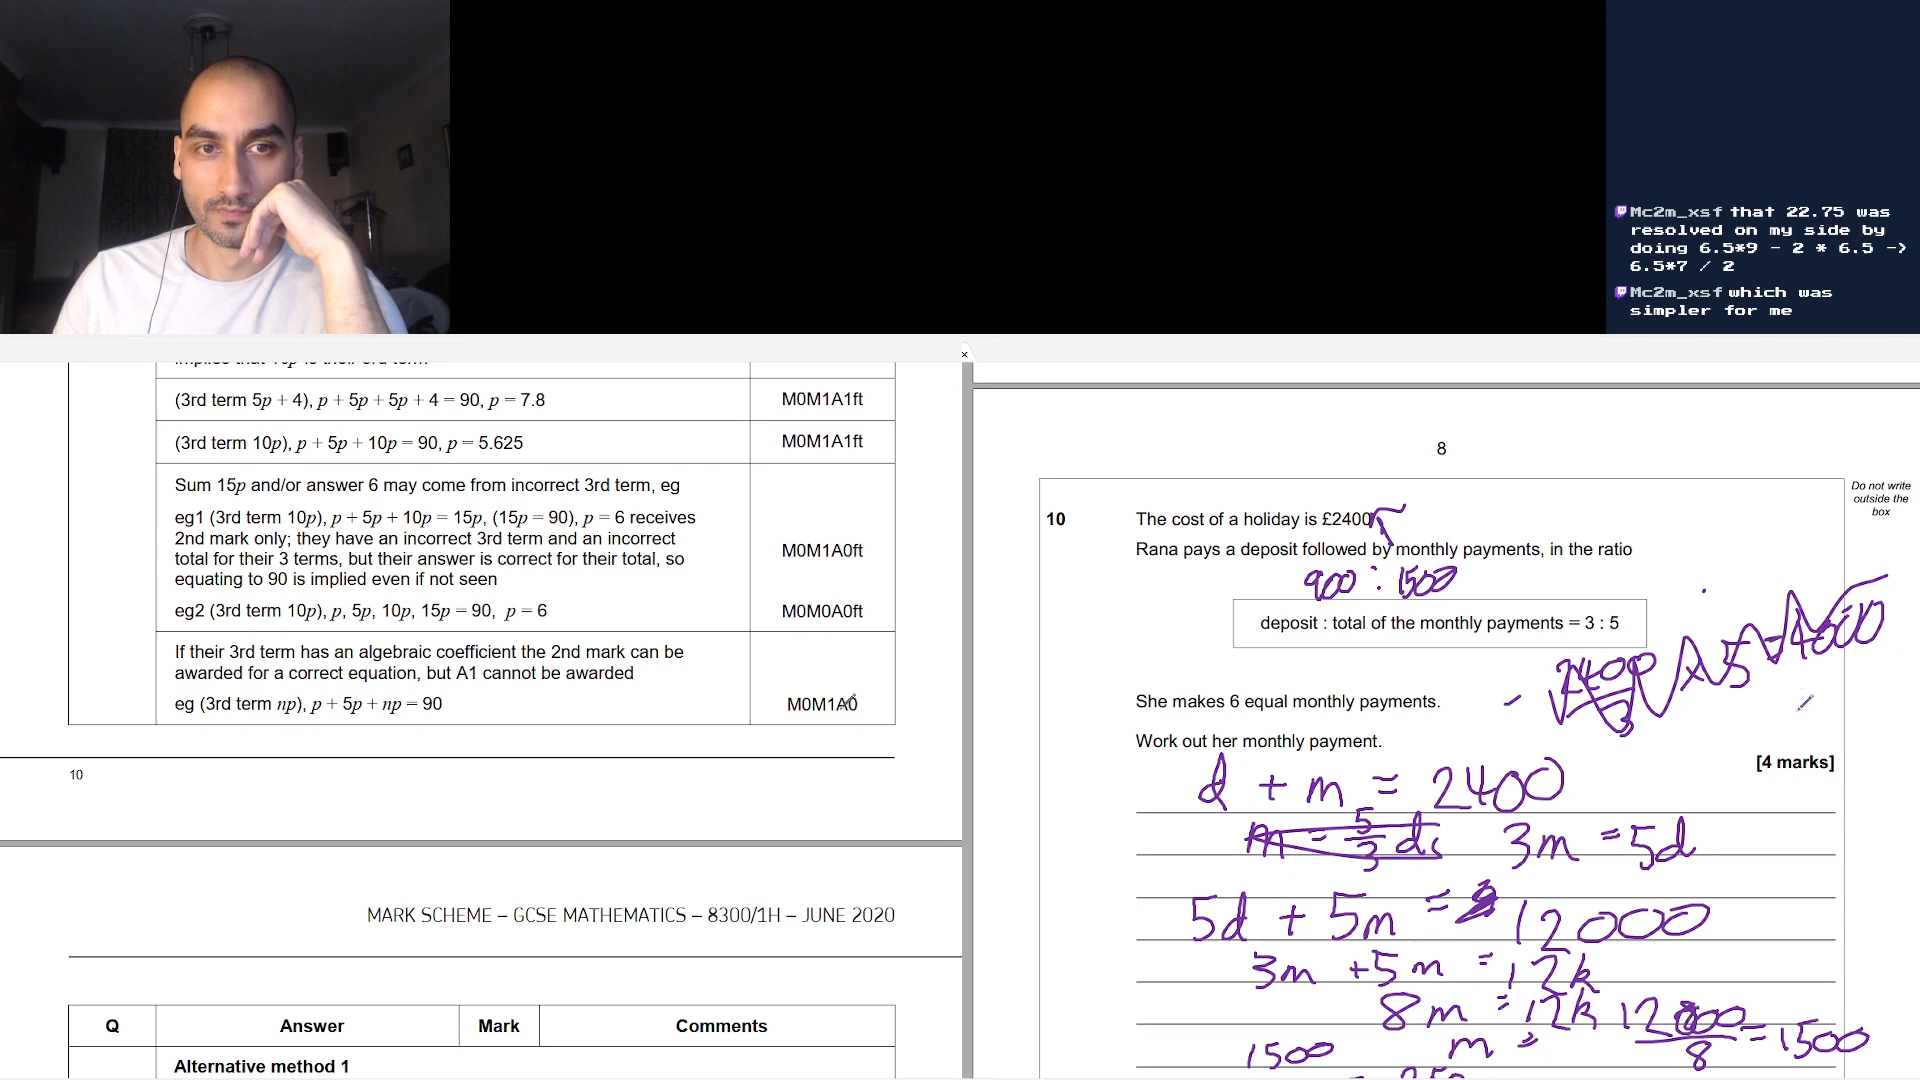 Mc2m_xsf that 22.75 was
resolved on my side by
doing 6.5*9 - 2 * 6.5 ->
6.5*7 / 2
Mc2m_xsf which was
simpler for me
(3rd term 5p + 4), p + 5p + 5p + 4 = 90, p = 7.8
M0M1A1ft
(3rd term 10p), p + 5p + 10p = 90, p = 5.625
M0M1A1ft
Sum 15p and/or answer 6 may come from incorrect 3rd term, eg
eg1 (3rd term 10p), p + 5p + 10p = 15p, (15p = 90), p = 6 receives
2nd mark only; they have an incorrect 3rd term and an incorrect
total for their 3 terms, but their answer is correct for their total, so
equating to 90 is implied even if not seen
M0M1A0ft
eg2 (3rd term 10p), p, 5p, 10p, 15p = 90, p = 6
M0M0A0ft
If their 3rd term has an algebraic coefficient the 2nd mark can be
awarded for a correct equation, but A1 cannot be awarded
eg (3rd term np), p + 5p + np = 90
M0M1A0
10
MARK SCHEME – GCSE MATHEMATICS – 8300/1H – JUNE 2020
Q Answer Mark Comments
Alternative method 1
8
Do not write
outside the
box
10 The cost of a holiday is £2400
Rana pays a deposit followed by monthly payments, in the ratio
900 : 1500
deposit : total of the monthly payments = 3 : 5
She makes 6 equal monthly payments.
Work out her monthly payment.
[4 marks]
d + m = 2400
m = 5/3 d
3m = 5d
5d + 5m = 12000
3m + 5m = 12k
8m = 12k
m = 12000/8 = 1500
1500